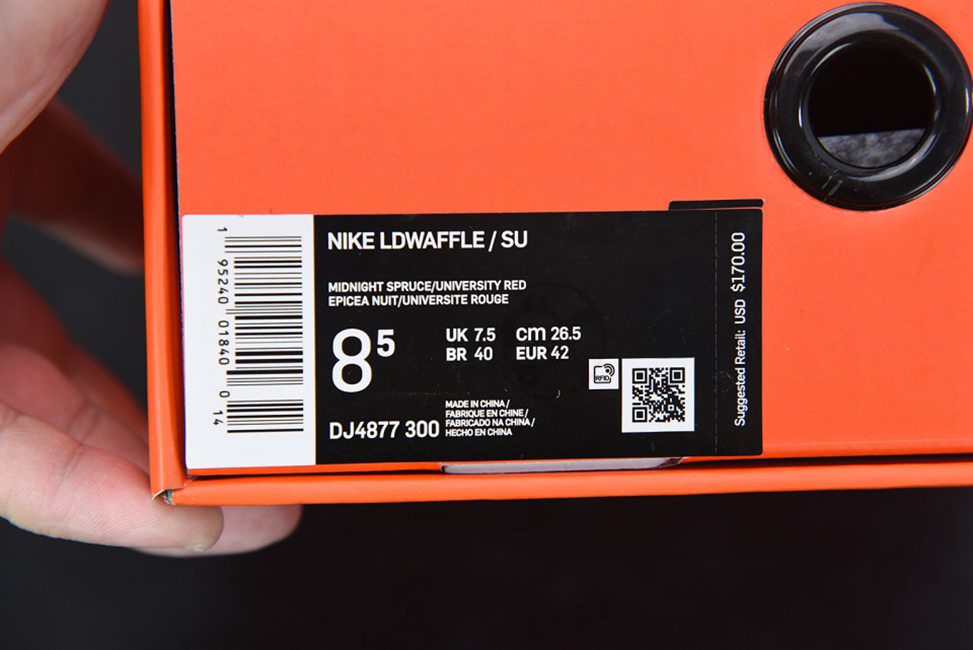 NIKE LDWAFFLE / SU
MIDNIGHT SPRUCE/UNIVERSITY RED
EPICEA NUIT/UNIVERSITE ROUGE
8⁵
UK 7.5 cm 26.5
BR 40 EUR 42
RFID
DJ4877 300
MADE IN CHINA /
FABRIQUE EN CHINE /
FABRICADO NA CHINA /
HECHO EN CHINA
1 95240 01840 0 14
Suggested Retail: USD $170.00